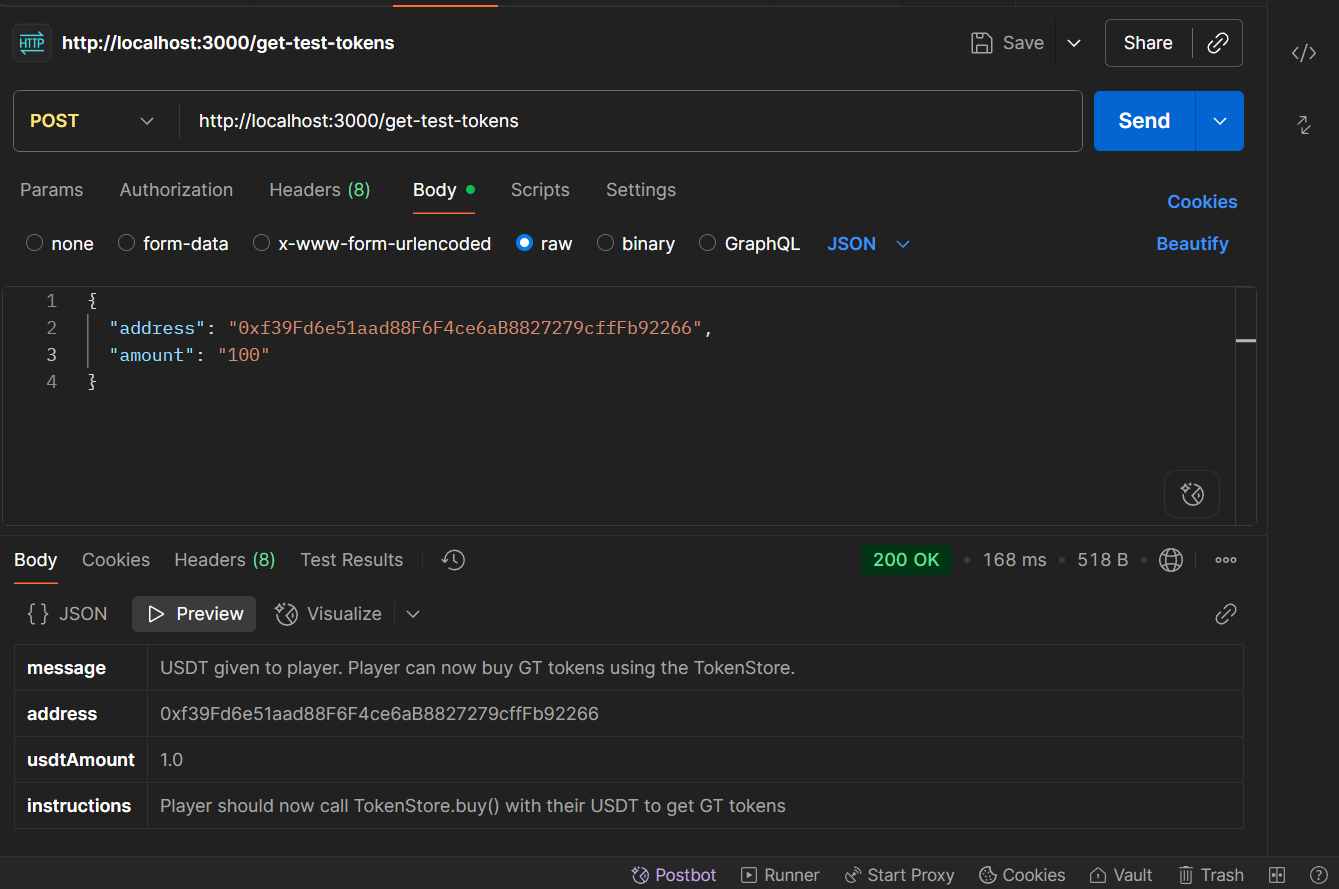 HTTP
http://localhost:3000/get-test-tokens
Save
Share
POST
http://localhost:3000/get-test-tokens
Send
Params
Authorization
Headers (8)
Body
Scripts
Settings
Cookies
none
form-data
x-www-form-urlencoded
raw
binary
GraphQL
JSON
Beautify
1 {
2 "address": "0xf39Fd6e51aad88F6F4ce6aB8827279cffFb92266",
3 "amount": "100"
4 }
Body
Cookies
Headers (8)
Test Results
200 OK
168 ms
518 B
{} JSON
Preview
Visualize
message USDT given to player. Player can now buy GT tokens using the TokenStore.
address 0xf39Fd6e51aad88F6F4ce6aB8827279cffFb92266
usdtAmount 1.0
instructions Player should now call TokenStore.buy() with their USDT to get GT tokens
Postbot
Runner
Start Proxy
Cookies
Vault
Trash